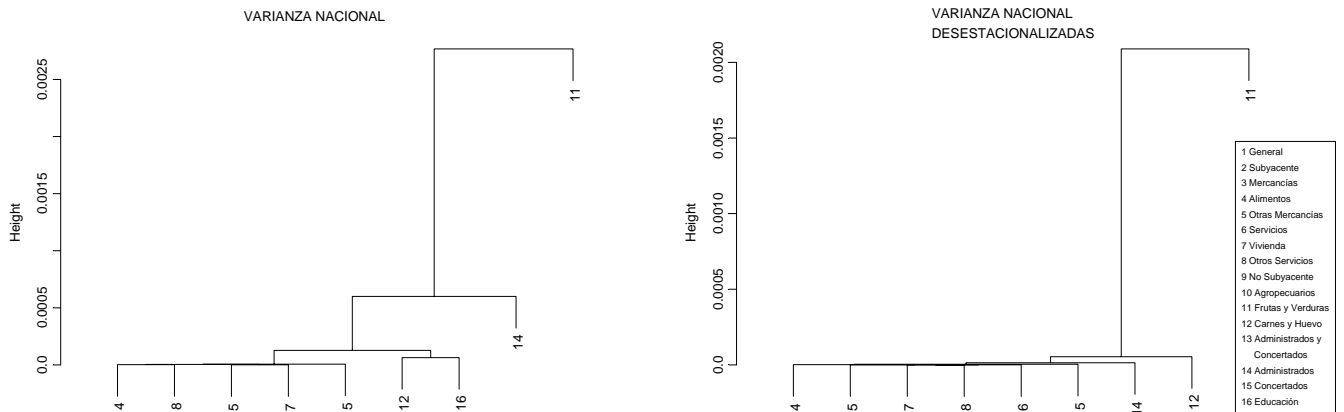 VARIANZA NACIONAL
Height
0.0025
0.0015
0.0005
0.0
11
14
4
8
5
7
5
12
16
VARIANZA NACIONAL
DESESTACIONALIZADAS
Height
0.0020
0.0015
0.0010
0.0005
0.0
11
4
5
7
8
6
5
14
12
1 General
2 Subyacente
3 Mercancías
4 Alimentos
5 Otras Mercancías
6 Servicios
7 Vivienda
8 Otros Servicios
9 No Subyacente
10 Agropecuarios
11 Frutas y Verduras
12 Carnes y Huevo
13 Administrados y
Concertados
14 Administrados
15 Concertados
16 Educación